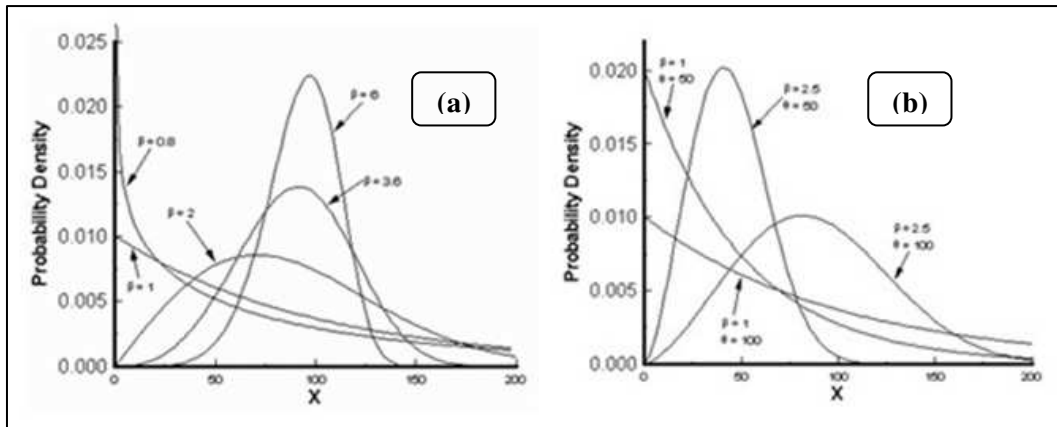 (a)
Probability Density
0.025
0.020
0.015
0.010
0.005
0.000
β = 0.8
β = 1
β = 2
β = 6
β = 3.6
0
50
100
150
200
X
(b)
Probability Density
0.020
0.015
0.010
0.005
0.000
β = 1
θ = 50
β = 2.5
θ = 50
β = 2.5
θ = 100
β = 1
θ = 100
0
50
100
150
200
X